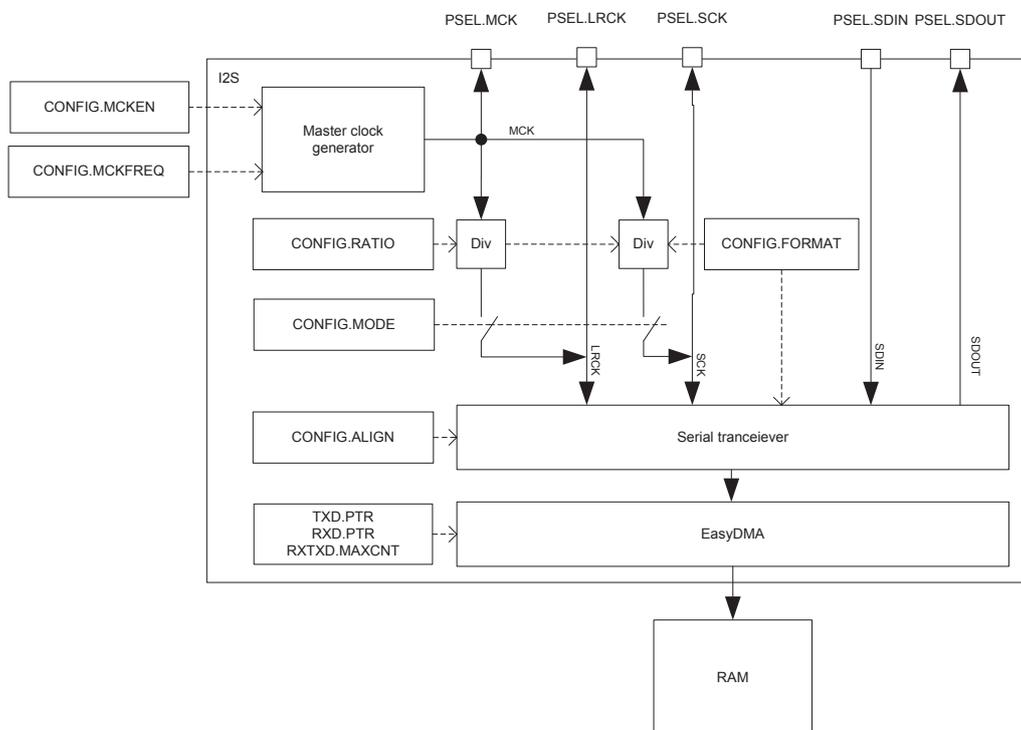 PSEL.MCK
PSEL.LRCK
PSEL.SCK
PSEL.SDIN
PSEL.SDOUT
I2S
CONFIG.MCKEN
CONFIG.MCKFREQ
Master clock
generator
MCK
CONFIG.RATIO
Div
Div
CONFIG.FORMAT
CONFIG.MODE
LRCK
SCK
SDIN
SDOUT
CONFIG.ALIGN
Serial tranceiever
TXD.PTR
RXD.PTR
RXTXD.MAXCNT
EasyDMA
RAM